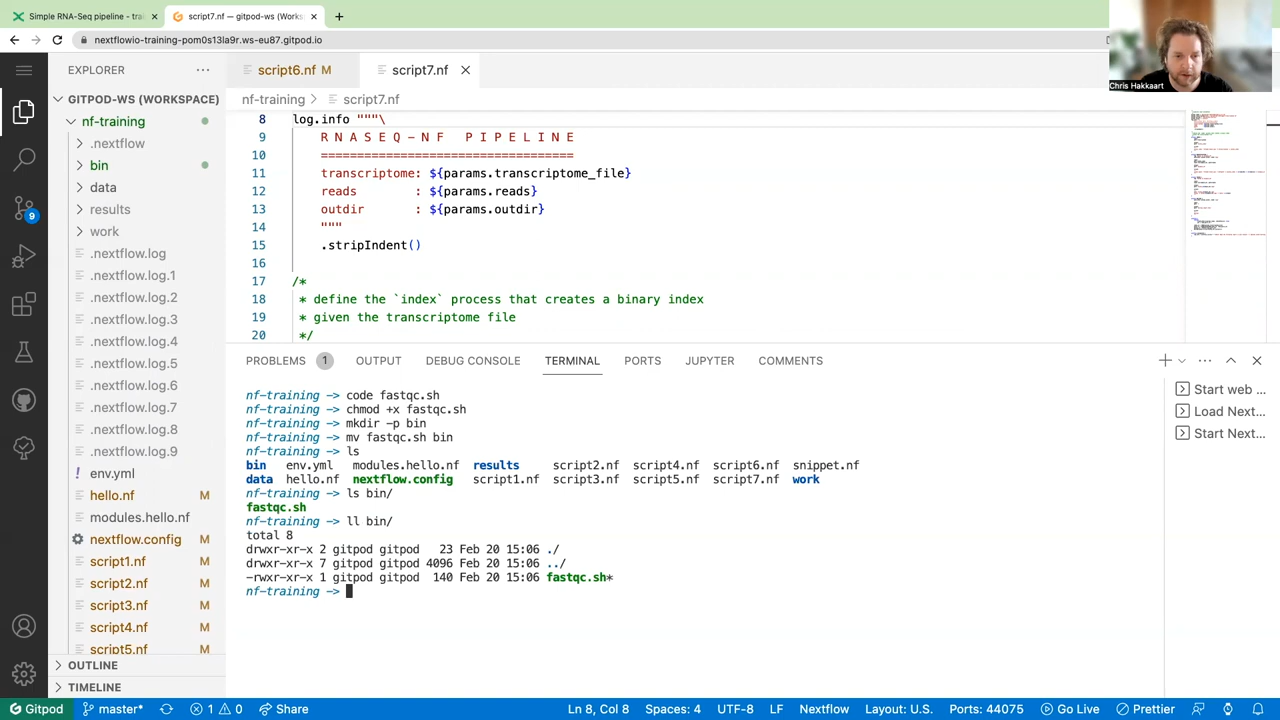 Simple RNA-Seq pipeline - trai
script7.nf — gitpod-ws (Works
nextflowio-training-pom0s13la9r.ws-eu87.gitpod.io
Chris Hakkaart
EXPLORER
GITPOD-WS (WORKSPACE)
nf-training
.nextflow
bin
data
results
work
.nextflow.log
.nextflow.log.1
.nextflow.log.2
.nextflow.log.3
.nextflow.log.4
.nextflow.log.5
.nextflow.log.6
.nextflow.log.7
.nextflow.log.8
.nextflow.log.9
env.yml
hello.nf M
modules.hello.nf
nextflow.config M
script1.nf M
script2.nf M
script3.nf M
script4.nf M
script5.nf M
OUTLINE
TIMELINE
9
script6.nf M
script7.nf
nf-training > script7.nf
8 log.info """\
9 R N A S E Q - N F P I P E L I N E
10 ===================================
11 transcriptome: ${params.transcriptome_file}
12 reads : ${params.reads}
13 outdir : ${params.outdir}
14 """
15 .stripIndent()
16
17 /*
18 * define the `index` process that creates a binary index
19 * given the transcriptome file
20 */
PROBLEMS 1 OUTPUT DEBUG CONSOLE TERMINAL PORTS JUPYTER COMMENTS
nf-training -> code fastqc.sh
nf-training -> chmod +x fastqc.sh
nf-training -> mkdir -p bin
nf-training -> mv fastqc.sh bin
nf-training -> ls
bin env.yml modules.hello.nf results script2.nf script4.nf script6.nf snippet.nf
data hello.nf nextflow.config script1.nf script3.nf script5.nf script7.nf work
nf-training -> ls bin/
fastqc.sh
nf-training -> ll bin/
total 8
drwxr-xr-x 2 gitpod gitpod 23 Feb 20 15:06 ./
drwxr-xr-x 7 gitpod gitpod 4096 Feb 20 15:06 ../
-rwxr-xr-x 1 gitpod gitpod 140 Feb 20 15:06 fastqc.sh*
nf-training ->
Start web ...
Load Next...
Start Next...
Gitpod master* 1 0 Share Ln 8, Col 8 Spaces: 4 UTF-8 LF Nextflow Layout: U.S. Ports: 44075 Go Live Prettier